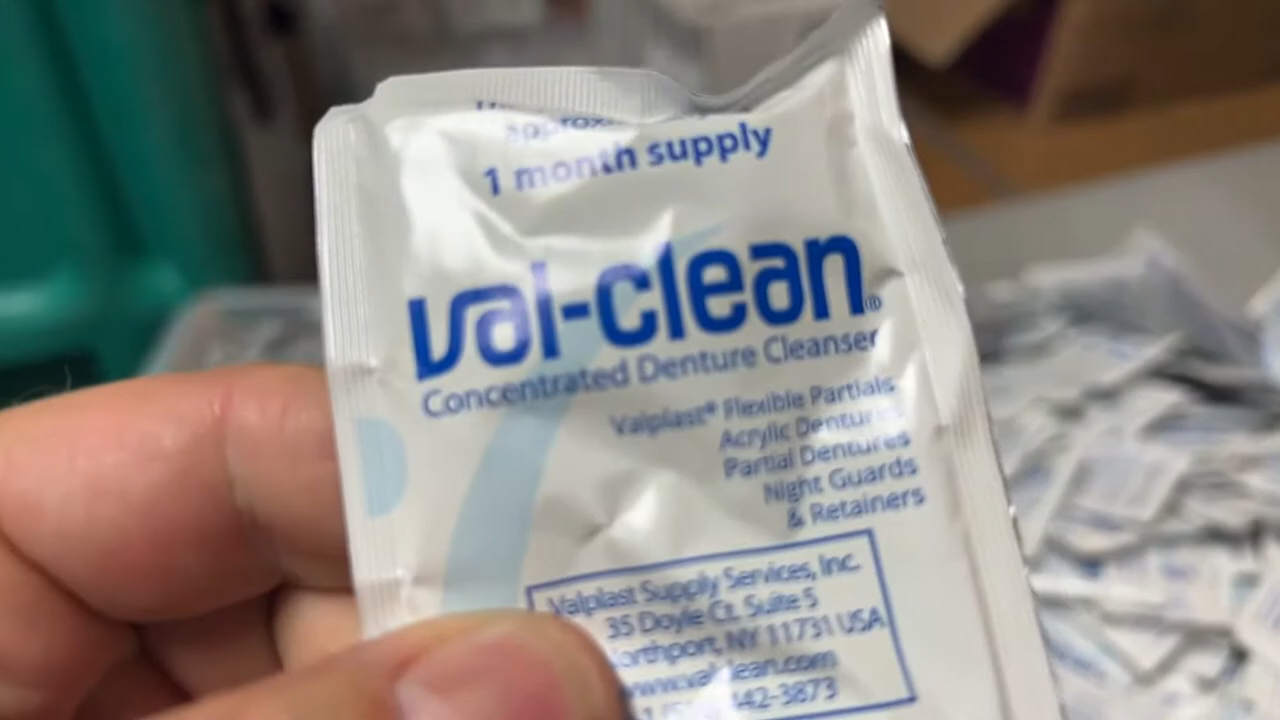 1 month supply
val-clean®
Concentrated Denture Cleanser
Valplast® Flexible Partials
Acrylic Dentures
Partial Dentures
Night Guards
& Retainers
Valplast Supply Services, Inc.
35 Doyle Ct. Suite 5
NY 11731 USA